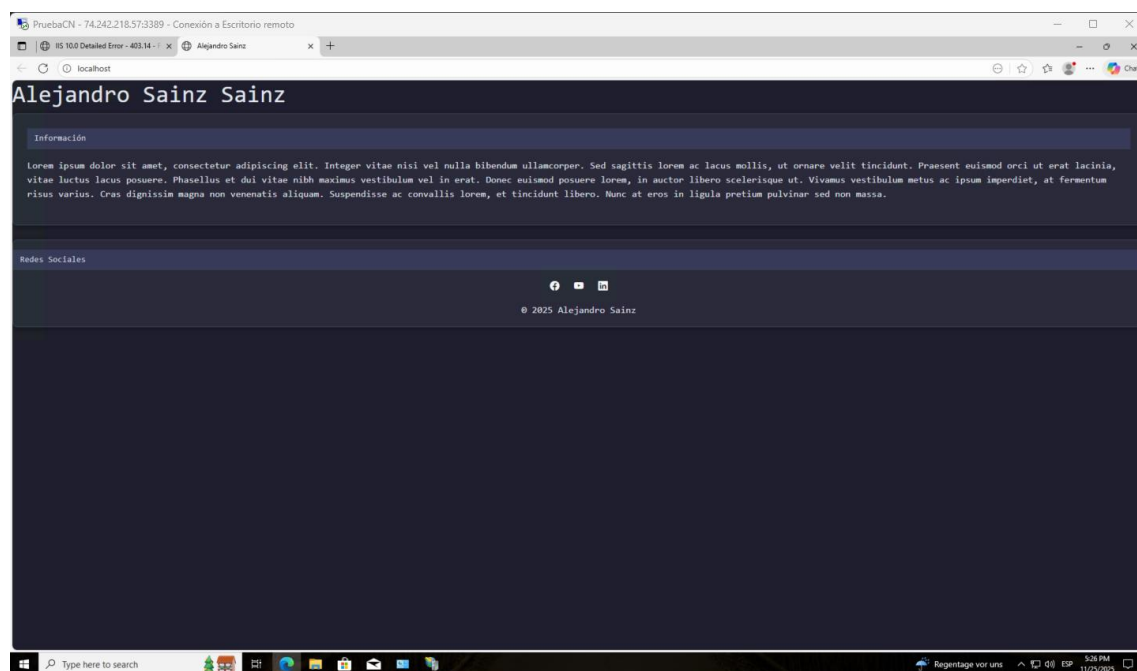 PruebaCN - 74.242.218.57:3389 - Conexión a Escritorio remoto
IIS 10.0 Detailed Error - 403.14 -
Alejandro Sainz
localhost
Alejandro Sainz Sainz
Información
Lorem ipsum dolor sit amet, consectetur adipiscing elit. Integer vitae nisi vel nulla bibendum ullamcorper. Sed sagittis lorem ac lacus mollis, ut ornare velit tincidunt. Praesent euismod orci ut erat lacinia,
vitae luctus lacus posuere. Phasellus et dui vitae nibh maximus vestibulum vel in erat. Donec euismod posuere lorem, in auctor libero scelerisque ut. Vivamus vestibulum metus ac ipsum imperdiet, at fermentum
risus varius. Cras dignissim magna non venenatis aliquam. Suspendisse ac convallis lorem, et tincidunt libero. Nunc at eros in ligula pretium pulvinar sed non massa.
Redes Sociales
© 2025 Alejandro Sainz
Type here to search
Regentage vor uns
ESP
5:26 PM
11/25/2025